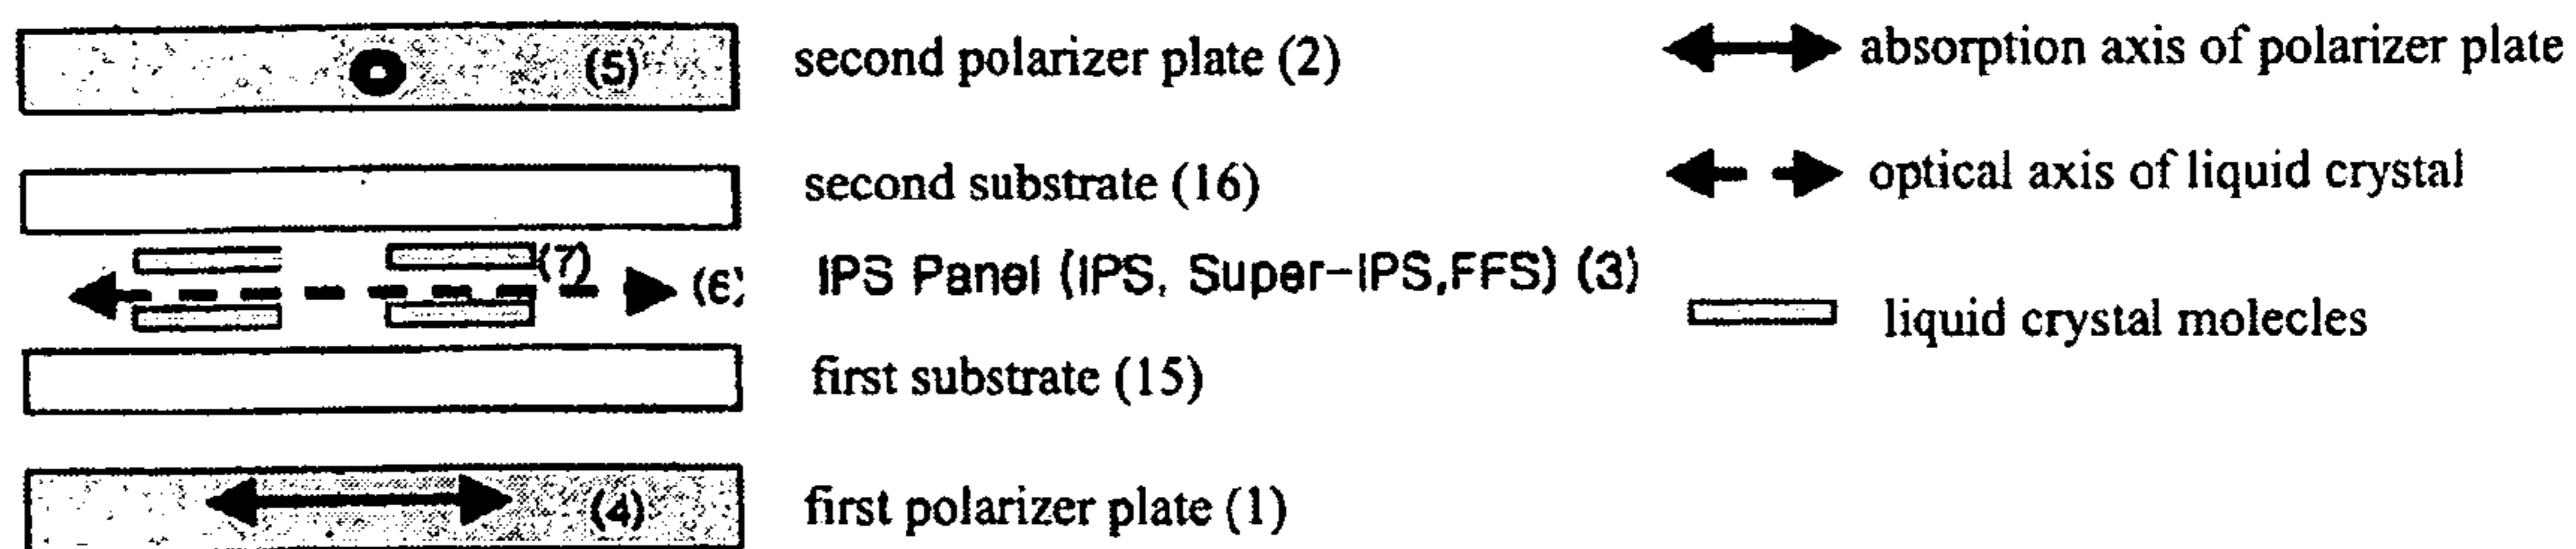 (5) second polarizer plate (2) absorption axis of polarizer plate
second substrate (16) optical axis of liquid crystal
(7) (6) IPS Panel (IPS, Super-IPS,FFS) (3)
liquid crystal molecles
first substrate (15)
(4) first polarizer plate (1)